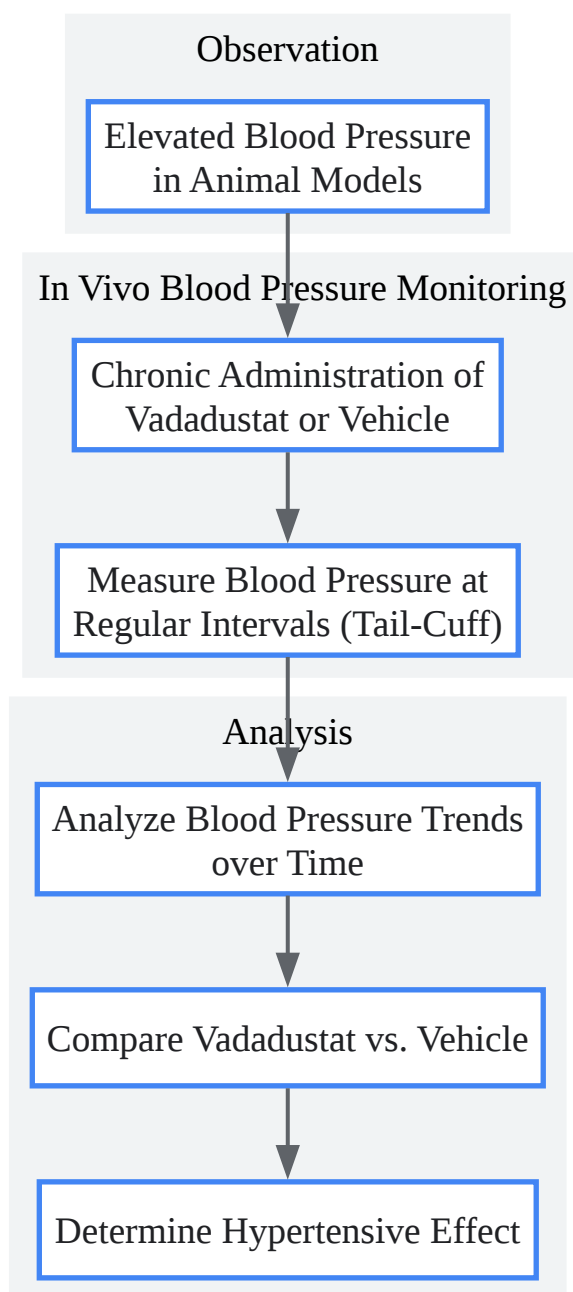 Observation
Elevated Blood Pressure
in Animal Models
In Vivo Blood Pressure Monitoring
Chronic Administration of
Vadadustat or Vehicle
Measure Blood Pressure at
Regular Intervals (Tail-Cuff)
Analysis
Analyze Blood Pressure Trends
over Time
Compare Vadadustat vs. Vehicle
Determine Hypertensive Effect